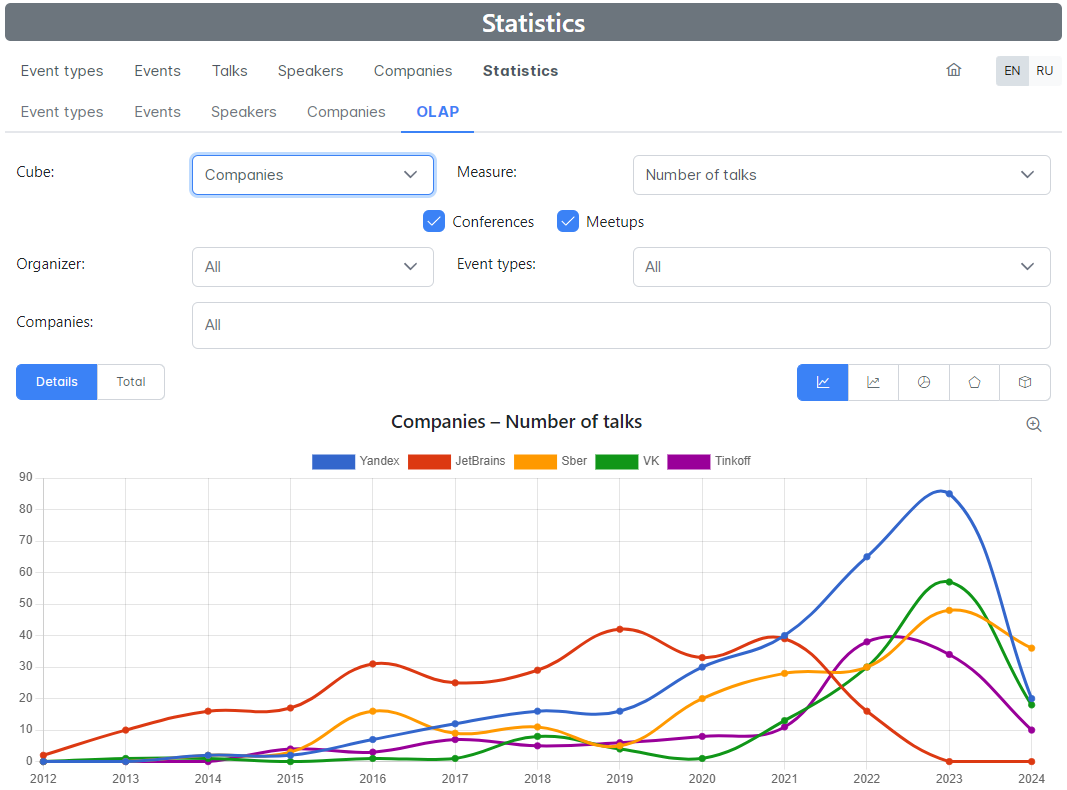 Statistics
Event types Events Talks Speakers Companies Statistics EN RU
Event types Events Speakers Companies OLAP
Cube: Companies Measure: Number of talks
Conferences Meetups
Organizer: All Event types: All
Companies: All
Details Total
Companies – Number of talks
Yandex JetBrains Sber VK Tinkoff
90
80
70
60
50
40
30
20
10
0
2012 2013 2014 2015 2016 2017 2018 2019 2020 2021 2022 2023 2024